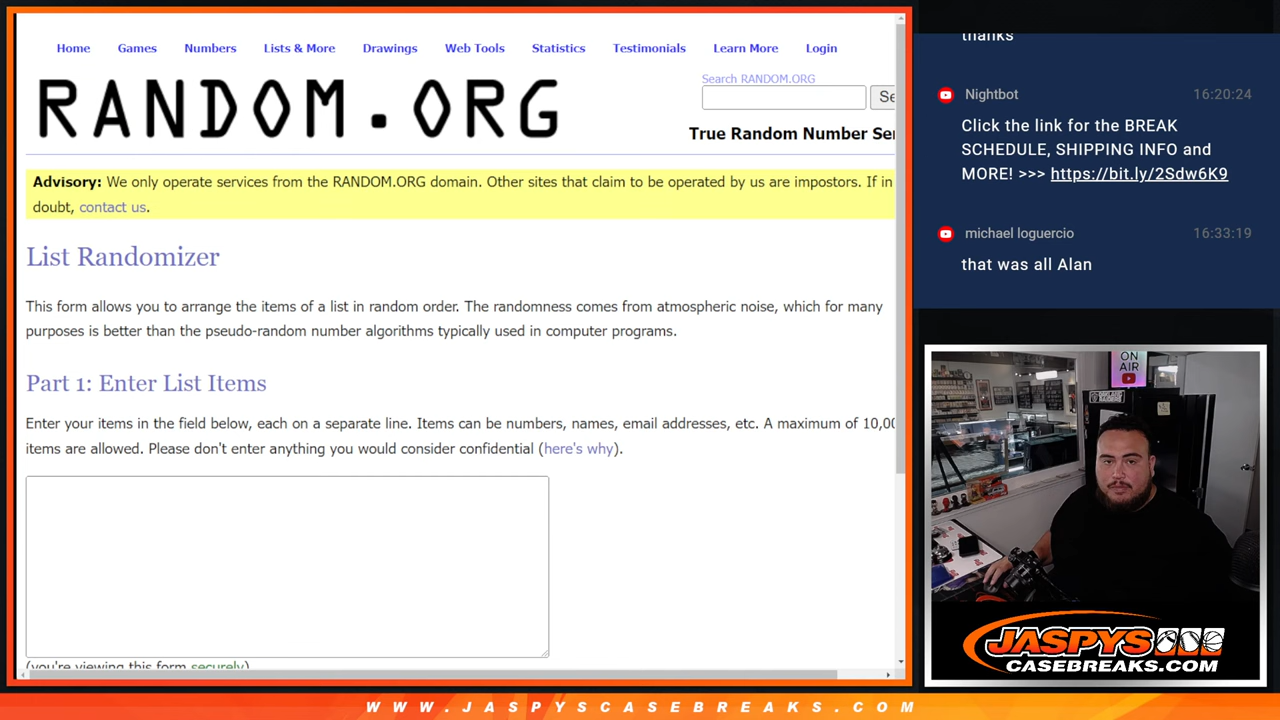 Home Games Numbers Lists & More Drawings Web Tools Statistics Testimonials Learn More Login
RANDOM.ORG
Search RANDOM.ORG
Se
True Random Number Ser
Advisory: We only operate services from the RANDOM.ORG domain. Other sites that claim to be operated by us are impostors. If in
doubt, contact us.
List Randomizer
This form allows you to arrange the items of a list in random order. The randomness comes from atmospheric noise, which for many
purposes is better than the pseudo-random number algorithms typically used in computer programs.
Part 1: Enter List Items
Enter your items in the field below, each on a separate line. Items can be numbers, names, email addresses, etc. A maximum of 10,00
items are allowed. Please don't enter anything you would consider confidential (here's why).
(you're viewing this form securely)
thanks
Nightbot 16:20:24
Click the link for the BREAK
SCHEDULE, SHIPPING INFO and
MORE! >>> https://bit.ly/2Sdw6K9
michael loguercio 16:33:19
that was all Alan
ON
AIR
JASPYS
CASEBREAKS.COM
WWW.JASPYSCASEBREAKS.COM